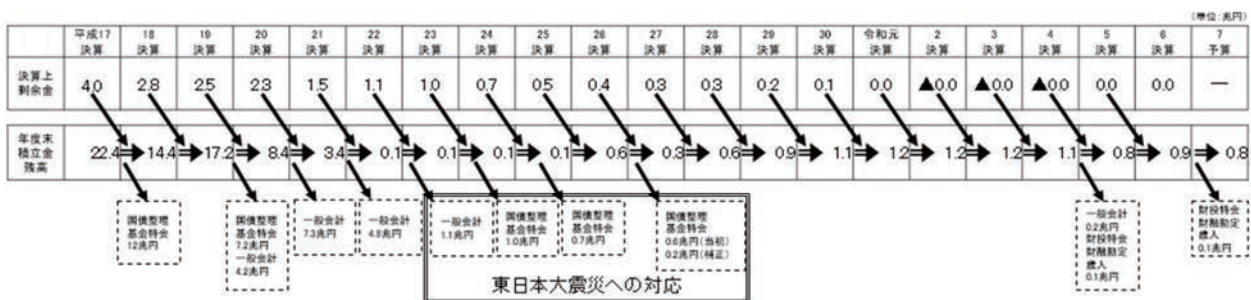 (単位:兆円)
平成17 決算 18 決算 19 決算 20 決算 21 決算 22 決算 23 決算 24 決算 25 決算 26 決算 27 決算 28 決算 29 決算 30 決算 令和元 決算 2 決算 3 決算 4 決算 5 決算 6 決算 7 予算
決算上
剰余金
4.0 2.8 2.5 2.3 1.5 1.1 1.0 0.7 0.5 0.4 0.3 0.3 0.2 0.1 0.0 ▲0.0 ▲0.0 ▲0.0 0.0 0.0 ―
年度末
積立金
残高
22.4 14.4 17.2 8.4 3.4 0.1 0.1 0.1 0.1 0.6 0.3 0.6 0.9 1.1 1.2 1.2 1.2 1.1 0.8 0.9 0.8
国債整理
基金特会
12兆円
国債整理
基金特会
7.2兆円
一般会計
4.2兆円
一般会計
7.3兆円
一般会計
4.8兆円
一般会計
1.1兆円
国債整理
基金特会
1.0兆円
国債整理
基金特会
0.7兆円
国債整理
基金特会
0.6兆円(当初)
0.2兆円(補正)
東日本大震災への対応
一般会計
0.2兆円
財投特会
財融勘定
歳入
0.1兆円
財投特会
財融勘定
歳入
0.1兆円